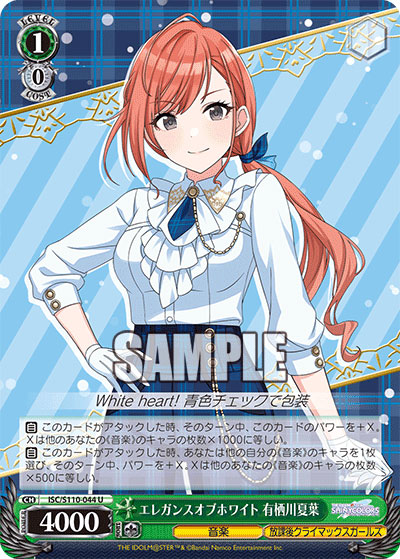 LEVEL
1
0
COST
SAMPLE
White heart! 青色チェックで包装
自 このカードがアタックした時、そのターン中、このカードのパワーを＋X。
Xは他のあなたの《音楽》のキャラの枚数×1000に等しい。
自 このカードがアタックした時、あなたは他の自分の《音楽》のキャラを1枚
選び、そのターン中、パワーを＋X。Xは他のあなたの《音楽》のキャラの枚数
×500に等しい。
CH ISC/S110-044 U
POWER
4000
エレガンスオブホワイト 有栖川夏葉
SHINYCOLORS
音楽
放課後クライマックスガールズ
THE IDOLM@STER™& ©Bandai Namco Entertainment Inc.